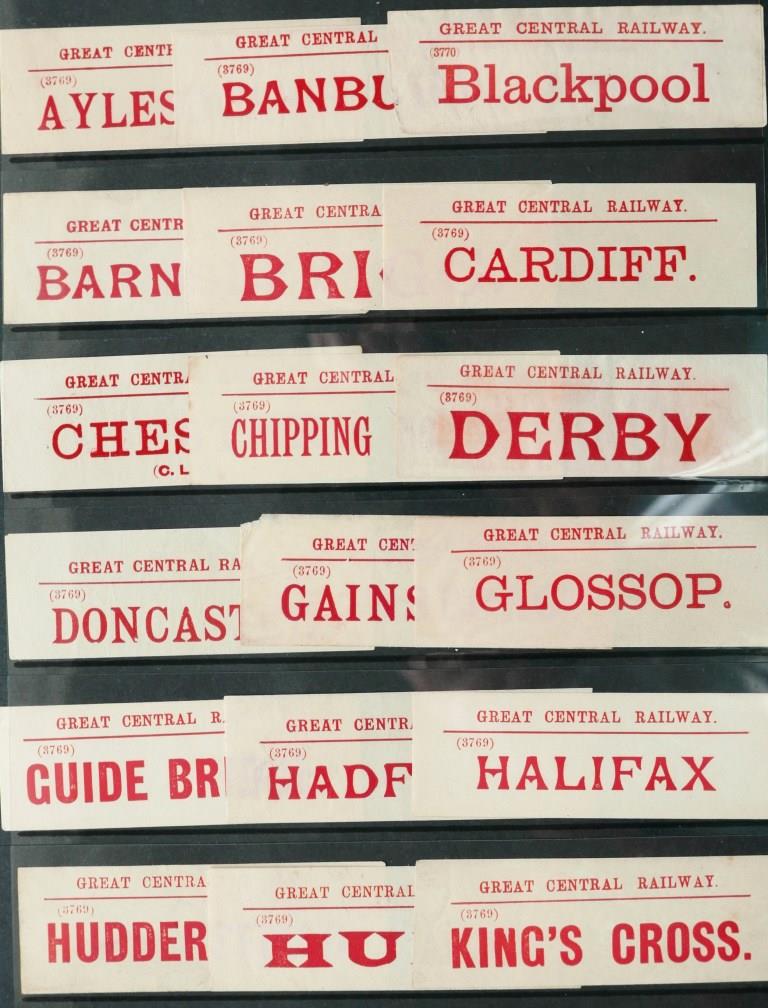 GREAT CENT
(3769)
AYLES
GREAT CENTRAL
(3769)
BANBU
GREAT CENTRAL RAILWAY.
(3770)
Blackpool
GREAT CENTR
(3769)
BARN
GREAT CENTRA
(3769)
BRI
GREAT CENTRAL RAILWAY.
(3769)
CARDIFF.
GREAT CENTRA
(3769)
CHES
(C. L
GREAT CENTRAL
(3769)
CHIPPING
GREAT CENTRAL RAILWAY.
(3769)
DERBY
GREAT CENTRAL RA
(3769)
DONCAST
GREAT CEN
(3769)
GAINS
GREAT CENTRAL RAILWAY.
(3769)
GLOSSOP.
GREAT CENTRAL R
(3769)
GUIDE BRI
GREAT CENTR
(3769)
HADF
GREAT CENTRAL RAILWAY.
(3769)
HALIFAX
GREAT CENTRA
(3769)
HUDDER
GREAT CENTRAL
(3769)
HU
GREAT CENTRAL RAILWAY.
(3769)
KING'S CROSS.